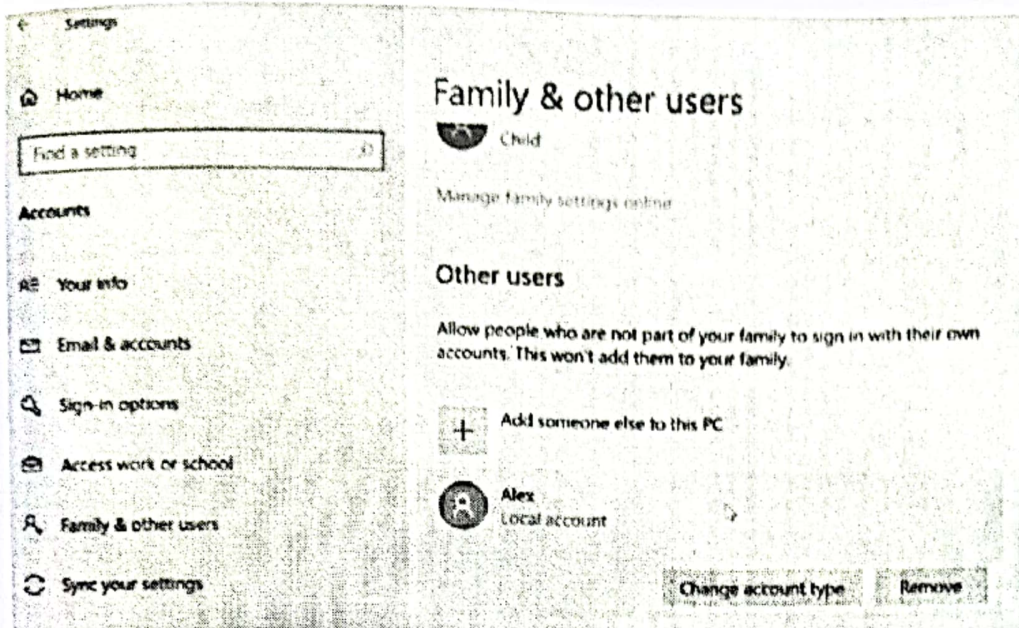 Settings
Home
Find a setting
Accounts
Your info
Email & accounts
Sign-in options
Access work or school
Family & other users
Sync your settings
Family & other users
Child
Manage family settings online
Other users
Allow people who are not part of your family to sign in with their own
accounts. This won't add them to your family.
Add someone else to this PC
Alex
Local account
Change account type
Remove